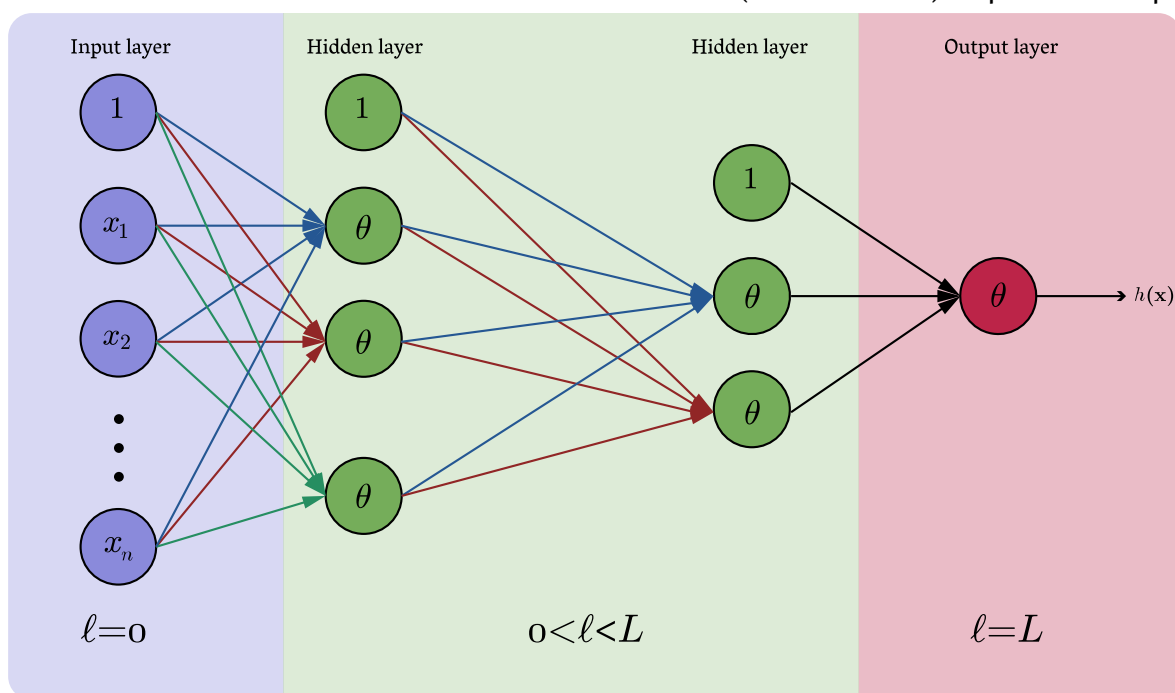 Input layer
Hidden layer
Hidden layer
Output layer
1
1
1
x₁
θ
θ
θ
h(x)
x₂
θ
θ
θ
xₙ
ℓ=0
0<ℓ<L
ℓ=L